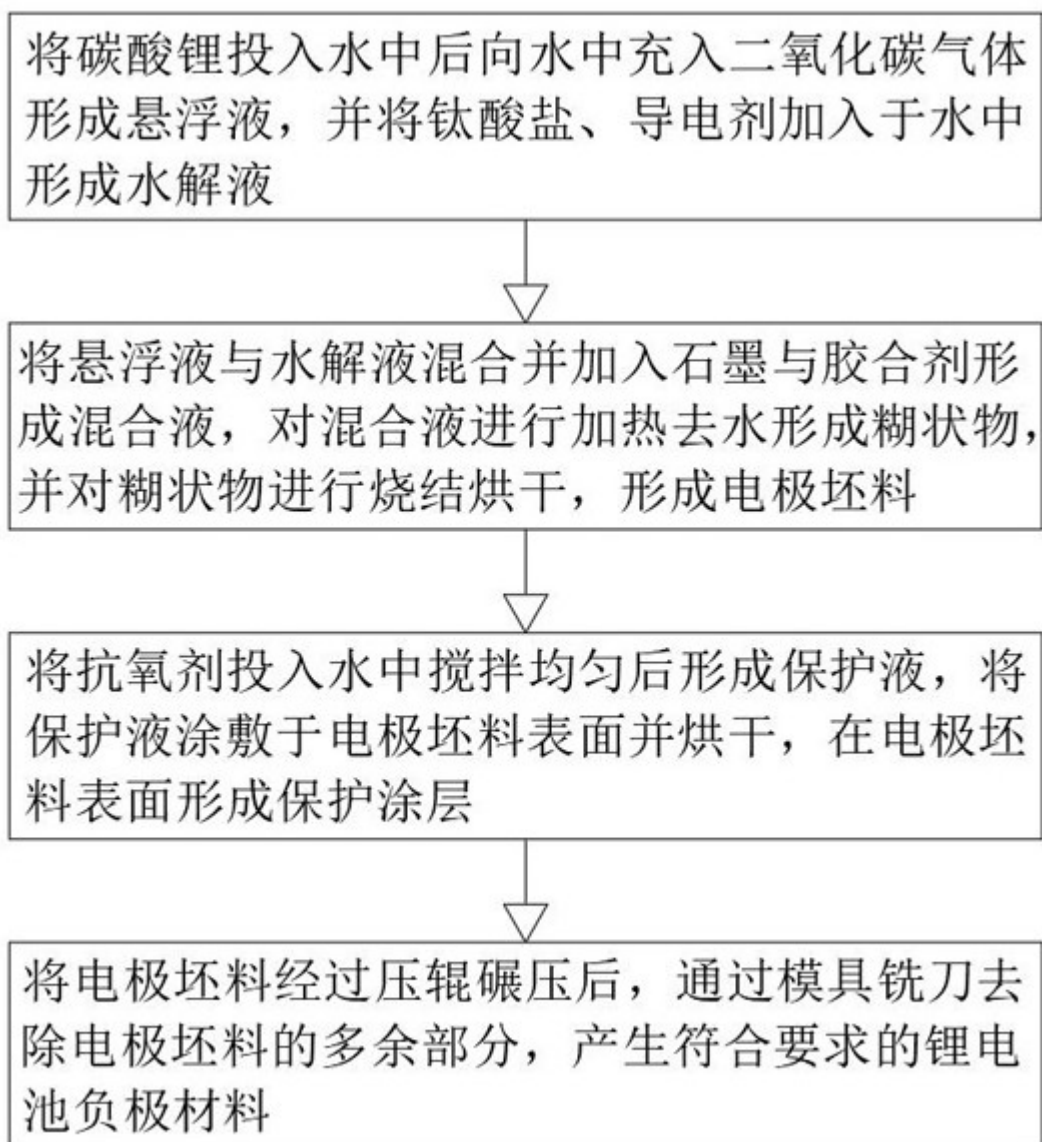 将碳酸锂投入水中后向水中充入二氧化碳气体
形成悬浮液，并将钛酸盐、导电剂加入于水中
形成水解液
将悬浮液与水解液混合并加入石墨与胶合剂形
成混合液，对混合液进行加热去水形成糊状物，
并对糊状物进行烧结烘干，形成电极坯料
将抗氧剂投入水中搅拌均匀后形成保护液，将
保护液涂敷于电极坯料表面并烘干，在电极坯
料表面形成保护涂层
将电极坯料经过压辊碾压后，通过模具铣刀去
除电极坯料的多余部分，产生符合要求的锂电
池负极材料